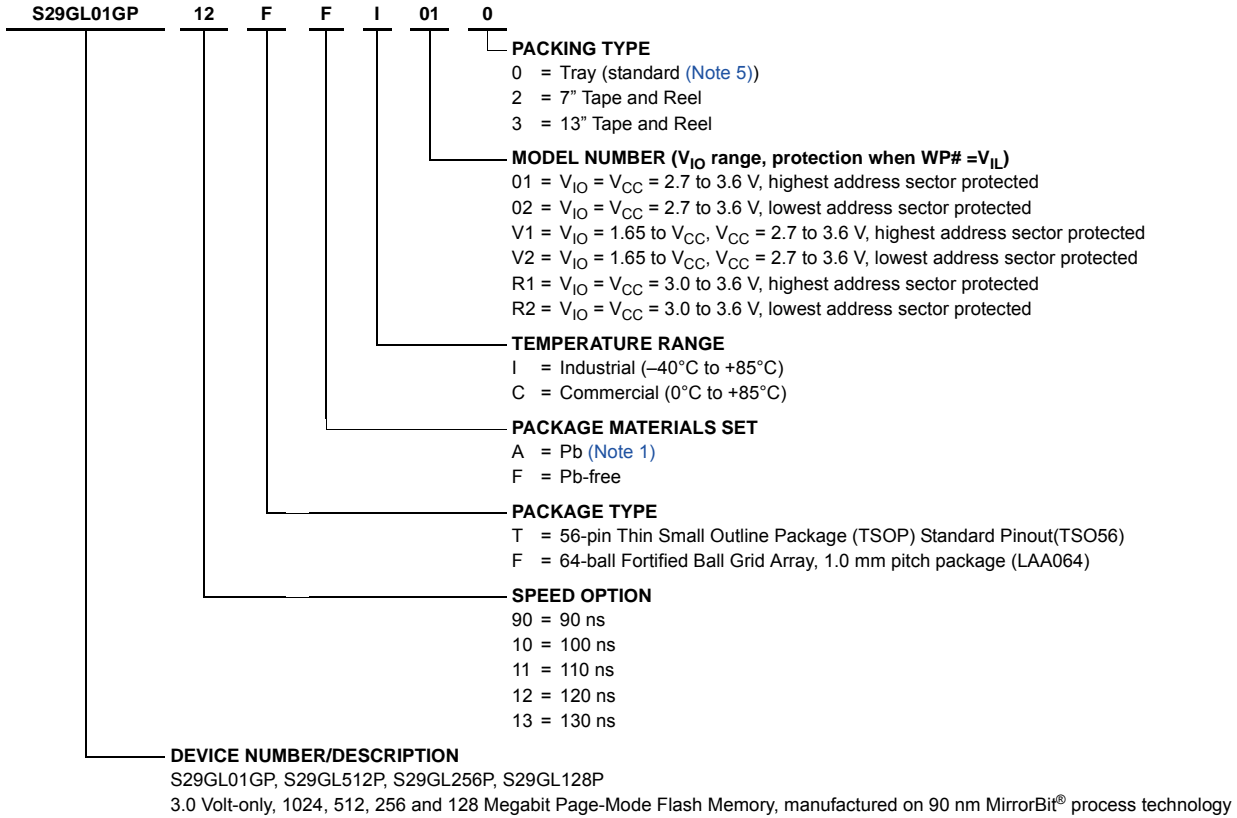 S29GL01GP 12 F F I 01 0
PACKING TYPE
0 = Tray (standard (Note 5))
2 = 7” Tape and Reel
3 = 13” Tape and Reel
MODEL NUMBER (VIO range, protection when WP# =VIL)
01 = VIO = VCC = 2.7 to 3.6 V, highest address sector protected
02 = VIO = VCC = 2.7 to 3.6 V, lowest address sector protected
V1 = VIO = 1.65 to VCC, VCC = 2.7 to 3.6 V, highest address sector protected
V2 = VIO = 1.65 to VCC, VCC = 2.7 to 3.6 V, lowest address sector protected
R1 = VIO = VCC = 3.0 to 3.6 V, highest address sector protected
R2 = VIO = VCC = 3.0 to 3.6 V, lowest address sector protected
TEMPERATURE RANGE
I = Industrial (–40°C to +85°C)
C = Commercial (0°C to +85°C)
PACKAGE MATERIALS SET
A = Pb (Note 1)
F = Pb-free
PACKAGE TYPE
T = 56-pin Thin Small Outline Package (TSOP) Standard Pinout(TSO56)
F = 64-ball Fortified Ball Grid Array, 1.0 mm pitch package (LAA064)
SPEED OPTION
90 = 90 ns
10 = 100 ns
11 = 110 ns
12 = 120 ns
13 = 130 ns
DEVICE NUMBER/DESCRIPTION
S29GL01GP, S29GL512P, S29GL256P, S29GL128P
3.0 Volt-only, 1024, 512, 256 and 128 Megabit Page-Mode Flash Memory, manufactured on 90 nm MirrorBit® process technology